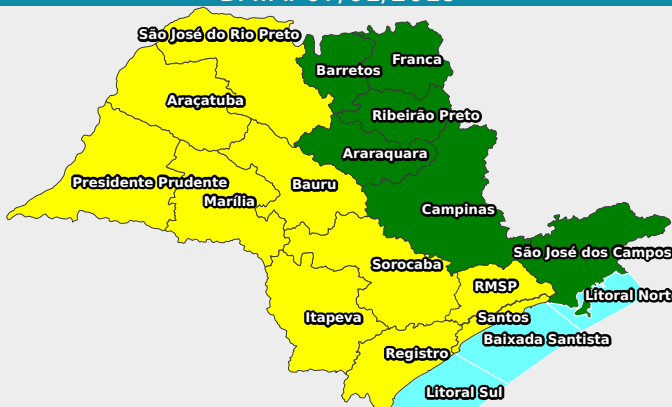 São José do Rio Preto
Franca
Barretos
Araçatuba
Ribeirão Preto
Araraquara
Presidente Prudente
Bauru
Marília
Campinas
São José dos Campos
Sorocaba
RMSP
Litoral Nort
Itapeva
Santos
Baixada Santista
Registro
Litoral Sul